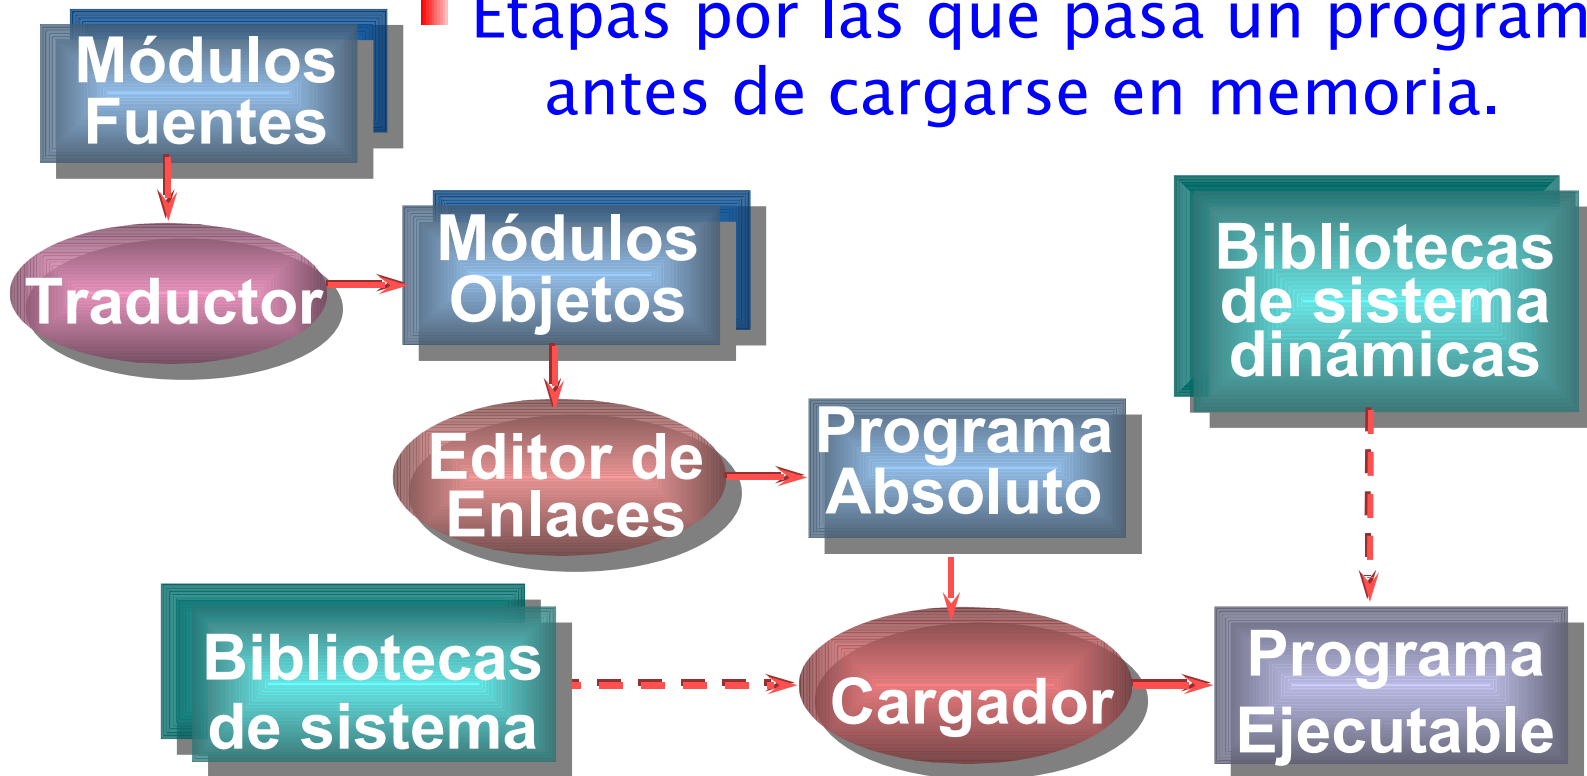 Etapas por las que pasa un program
antes de cargarse en memoria.
Módulos
Fuentes
Traductor
Módulos
Objetos
Bibliotecas
de sistema
dinámicas
Editor de
Enlaces
Programa
Absoluto
Bibliotecas
de sistema
Cargador
Programa
Ejecutable